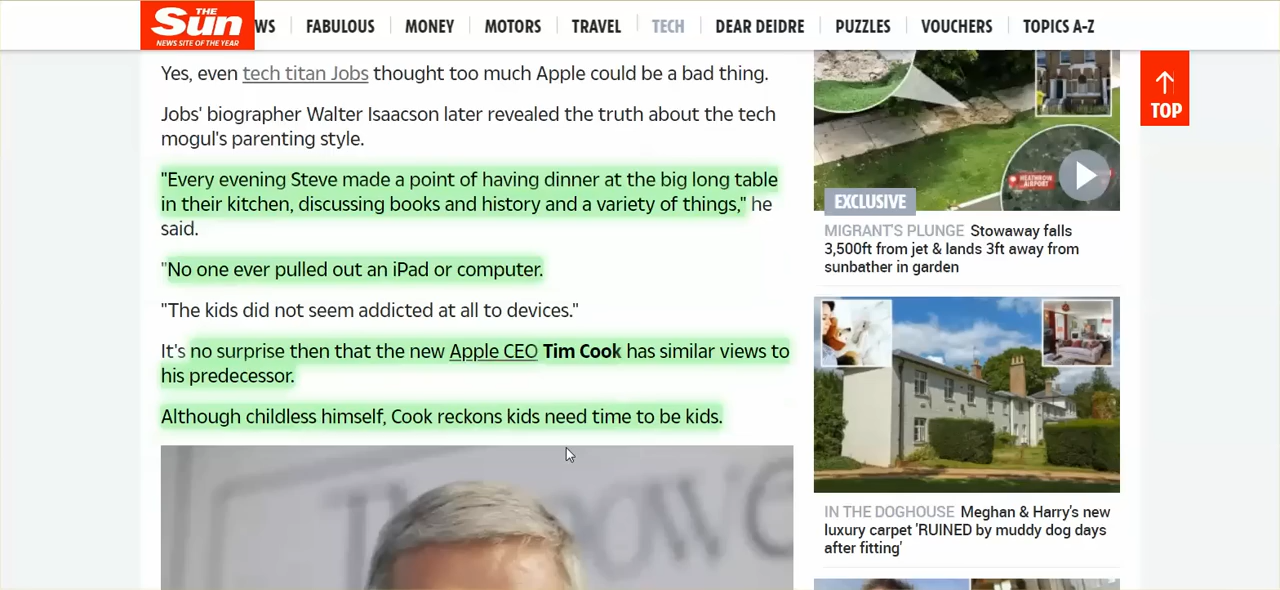 THE
Sun
NEWS SITE OF THE YEAR
WS
FABULOUS
MONEY
MOTORS
TRAVEL
TECH
DEAR DEIDRE
PUZZLES
VOUCHERS
TOPICS A-Z
Yes, even tech titan Jobs thought too much Apple could be a bad thing.
Jobs' biographer Walter Isaacson later revealed the truth about the tech
mogul's parenting style.
"Every evening Steve made a point of having dinner at the big long table
in their kitchen, discussing books and history and a variety of things," he
said.
"No one ever pulled out an iPad or computer.
"The kids did not seem addicted at all to devices."
It's no surprise then that the new Apple CEO Tim Cook has similar views to
his predecessor.
Although childless himself, Cook reckons kids need time to be kids.
HEATHROW
AIRPORT
EXCLUSIVE
MIGRANT'S PLUNGE Stowaway falls
3,500ft from jet & lands 3ft away from
sunbather in garden
IN THE DOGHOUSE Meghan & Harry's new
luxury carpet 'RUINED by muddy dog days
after fitting'
TOP